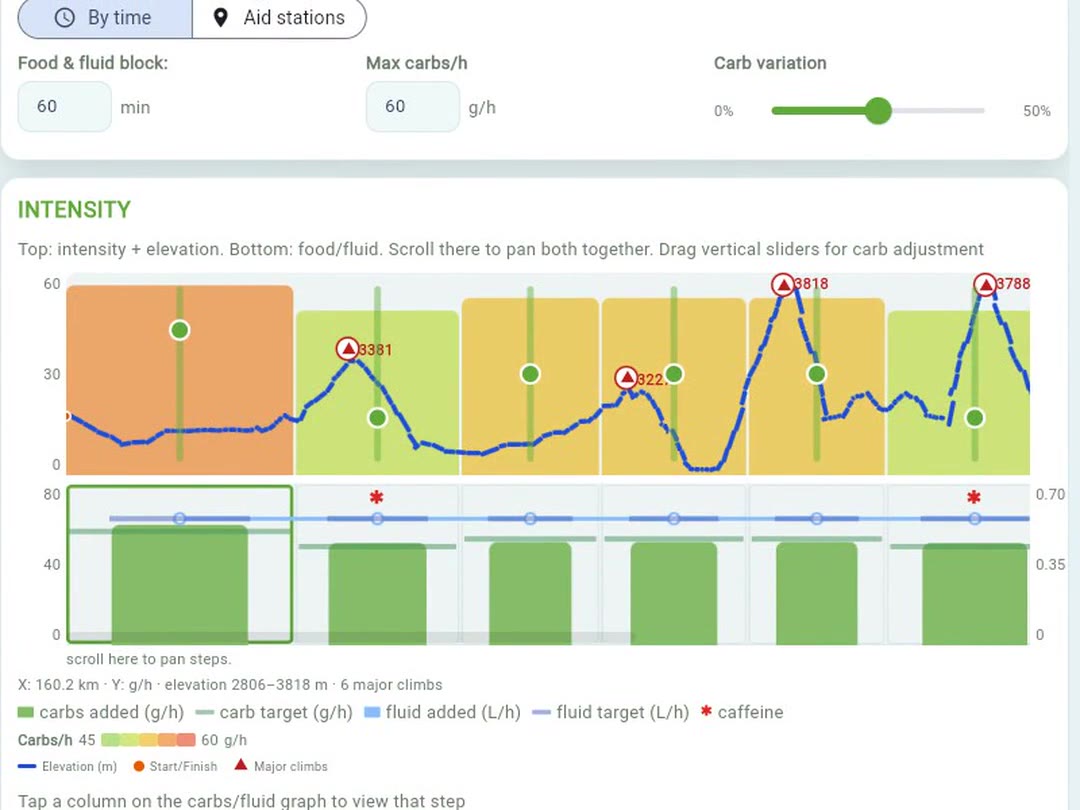 By time Aid stations
Food & fluid block: Max carbs/h Carb variation
60 min 60 g/h 0% 50%
INTENSITY
Top: intensity + elevation. Bottom: food/fluid. Scroll there to pan both together. Drag vertical sliders for carb adjustment
60
30
0
3381
3818
3788
80
40
0
0.70
0.35
0
scroll here to pan steps.
X: 160.2 km · Y: g/h · elevation 2806–3818 m · 6 major climbs
carbs added (g/h) carb target (g/h) fluid added (L/h) fluid target (L/h) * caffeine
Carbs/h 45 60 g/h
Elevation (m) Start/Finish Major climbs
Tap a column on the carbs/fluid graph to view that step